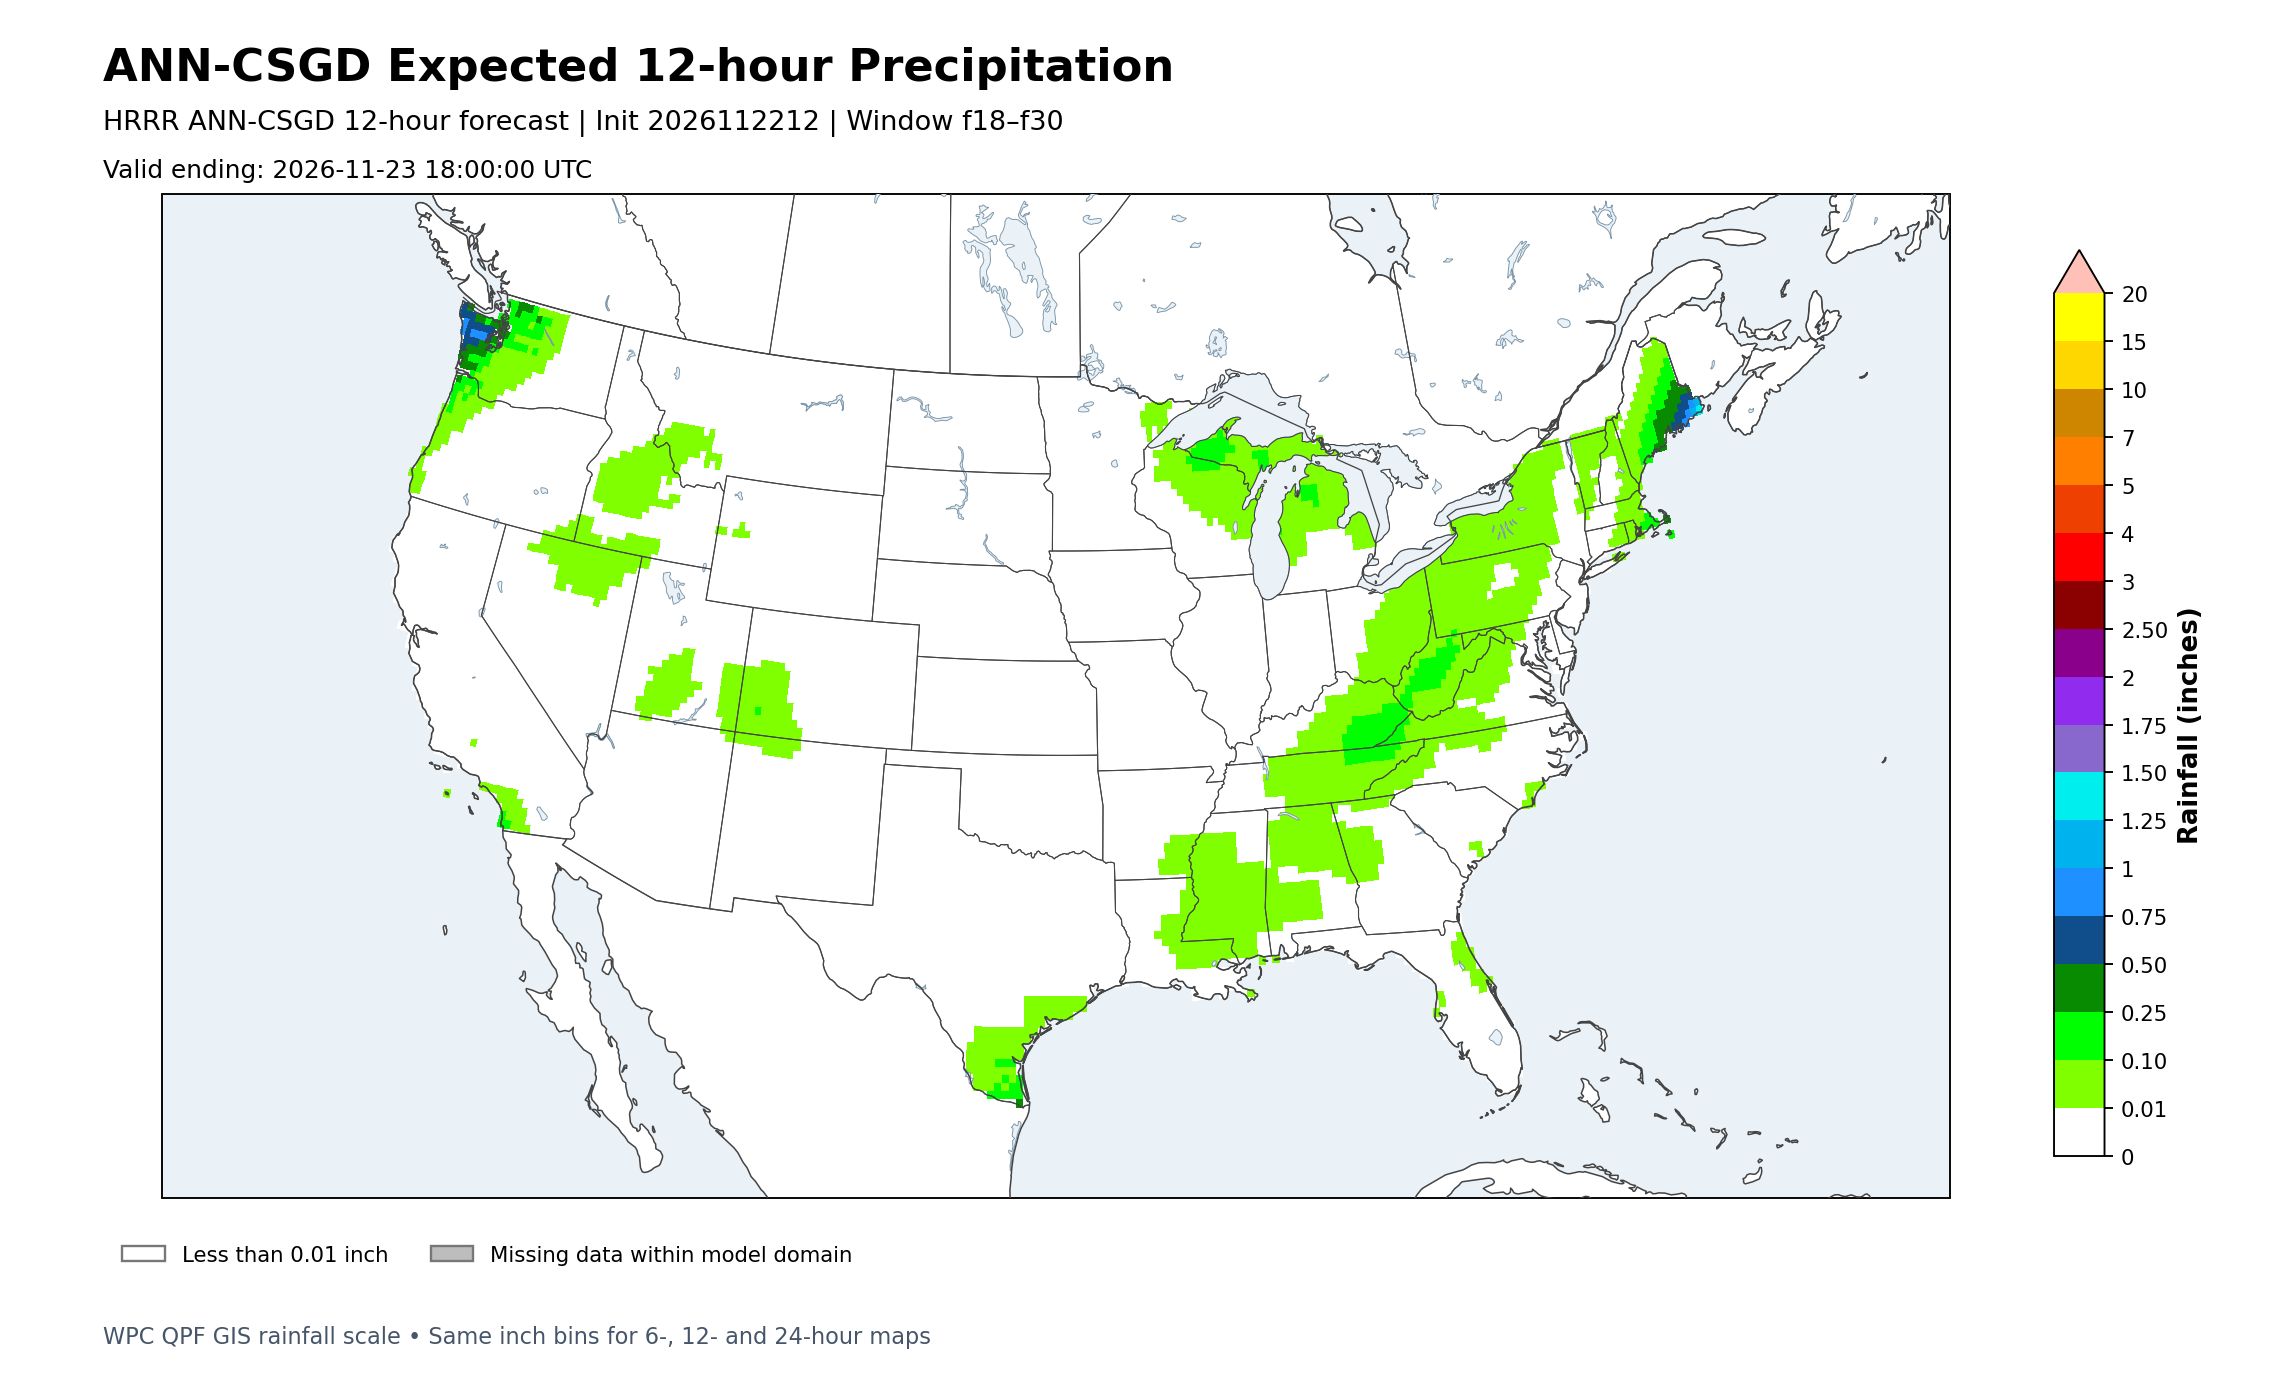 ANN-CSGD Expected 12-hour Precipitation
HRRR ANN-CSGD 12-hour forecast | Init 2026112212 | Window f18–f30
Valid ending: 2026-11-23 18:00:00 UTC
20
15
10
7
5
4
3
2.50
2
1.75
1.50
1.25
1
0.75
0.50
0.25
0.10
0.01
0
Rainfall (inches)
Less than 0.01 inch
Missing data within model domain
WPC QPF GIS rainfall scale • Same inch bins for 6-, 12- and 24-hour maps